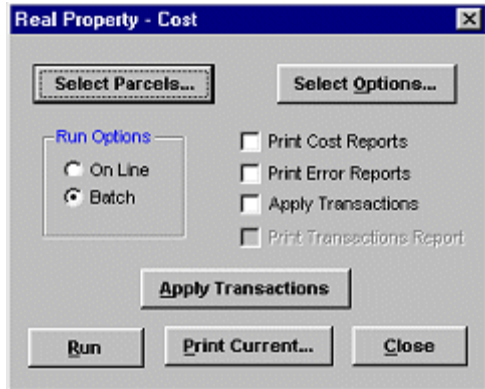 Real Property - Cost
Select Parcels...
Select Options...
Run Options
On Line
Batch
Print Cost Reports
Print Error Reports
Apply Transactions
Print Transactions Report
Apply Transactions
Run
Print Current...
Close